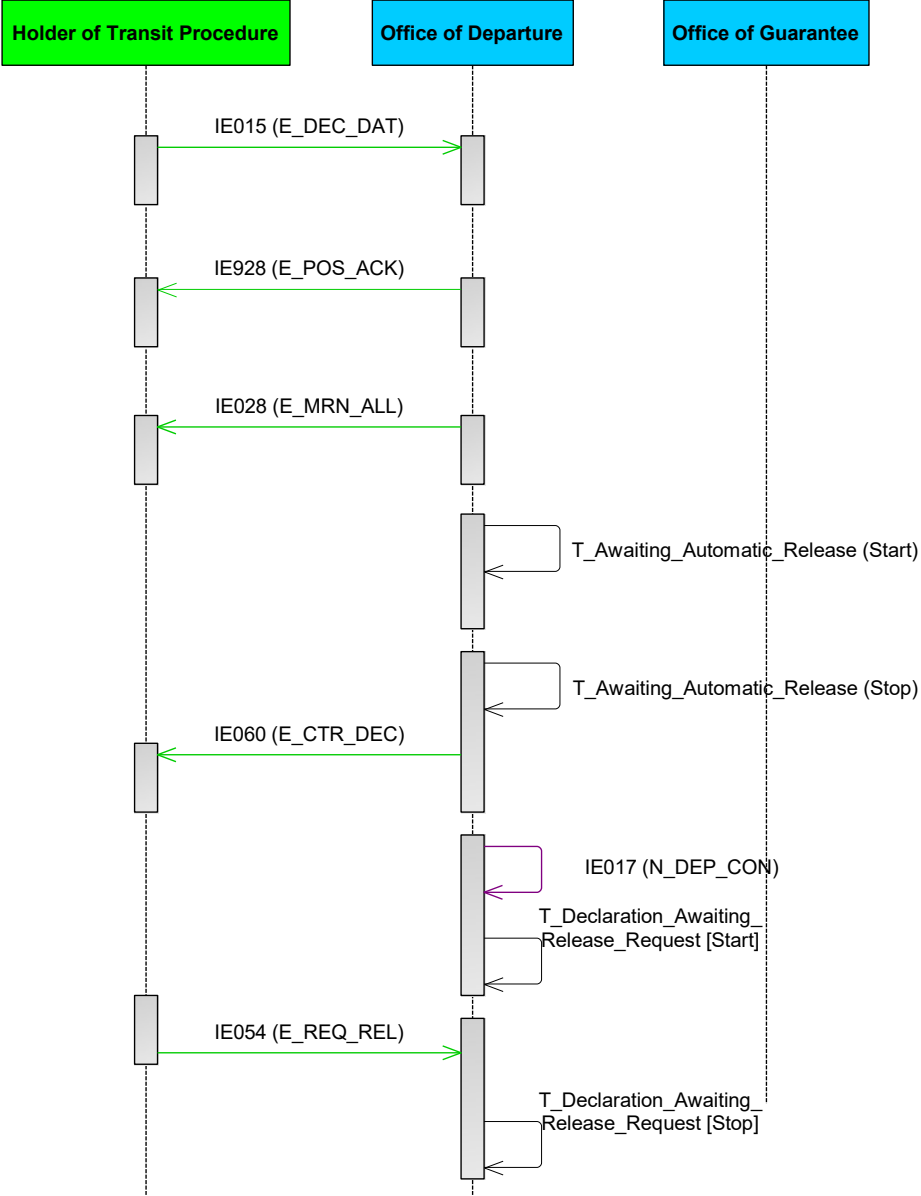 Holder of Transit Procedure
Office of Departure
Office of Guarantee
IE015 (E_DEC_DAT)
IE928 (E_POS_ACK)
IE028 (E_MRN_ALL)
T_Awaiting_Automatic_Release (Start)
T_Awaiting_Automatic_Release (Stop)
IE060 (E_CTR_DEC)
IE017 (N_DEP_CON)
T_Declaration_Awaiting_
Release_Request [Start]
IE054 (E_REQ_REL)
T_Declaration_Awaiting_
Release_Request [Stop]